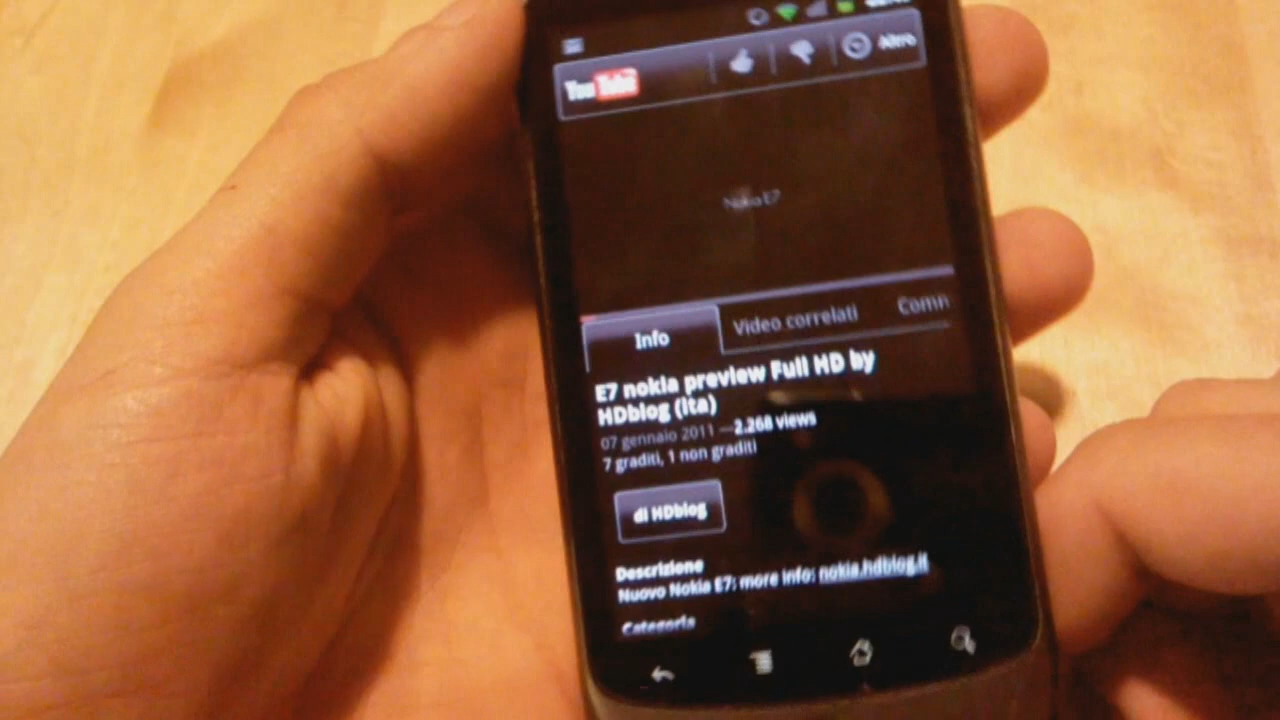 YouTube
Altro
Nokia E7
Info Video correlati Comn
E7 nokia preview Full HD by
HDblog (ita)
07 gennaio 2011 —2.268 views
7 graditi, 1 non graditi
di HDblog
Descrizione
Nuovo Nokia E7: more info: nokia.hdblog.it
Categoria